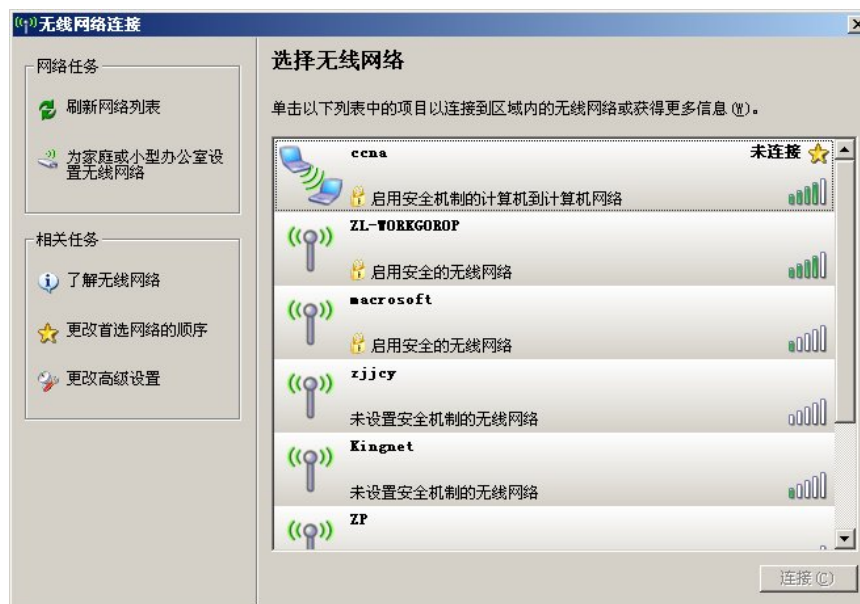 无线网络连接
网络任务
刷新网络列表
为家庭或小型办公室设
置无线网络
相关任务
了解无线网络
更改首选网络的顺序
更改高级设置
选择无线网络
单击以下列表中的项目以连接到区域内的无线网络或获得更多信息(W)。
ccna
未连接
启用安全机制的计算机到计算机网络
ZL-WORKGOROP
启用安全的无线网络
macrosoft
启用安全的无线网络
zjjcy
未设置安全机制的无线网络
Kingnet
未设置安全机制的无线网络
ZP
连接(C)